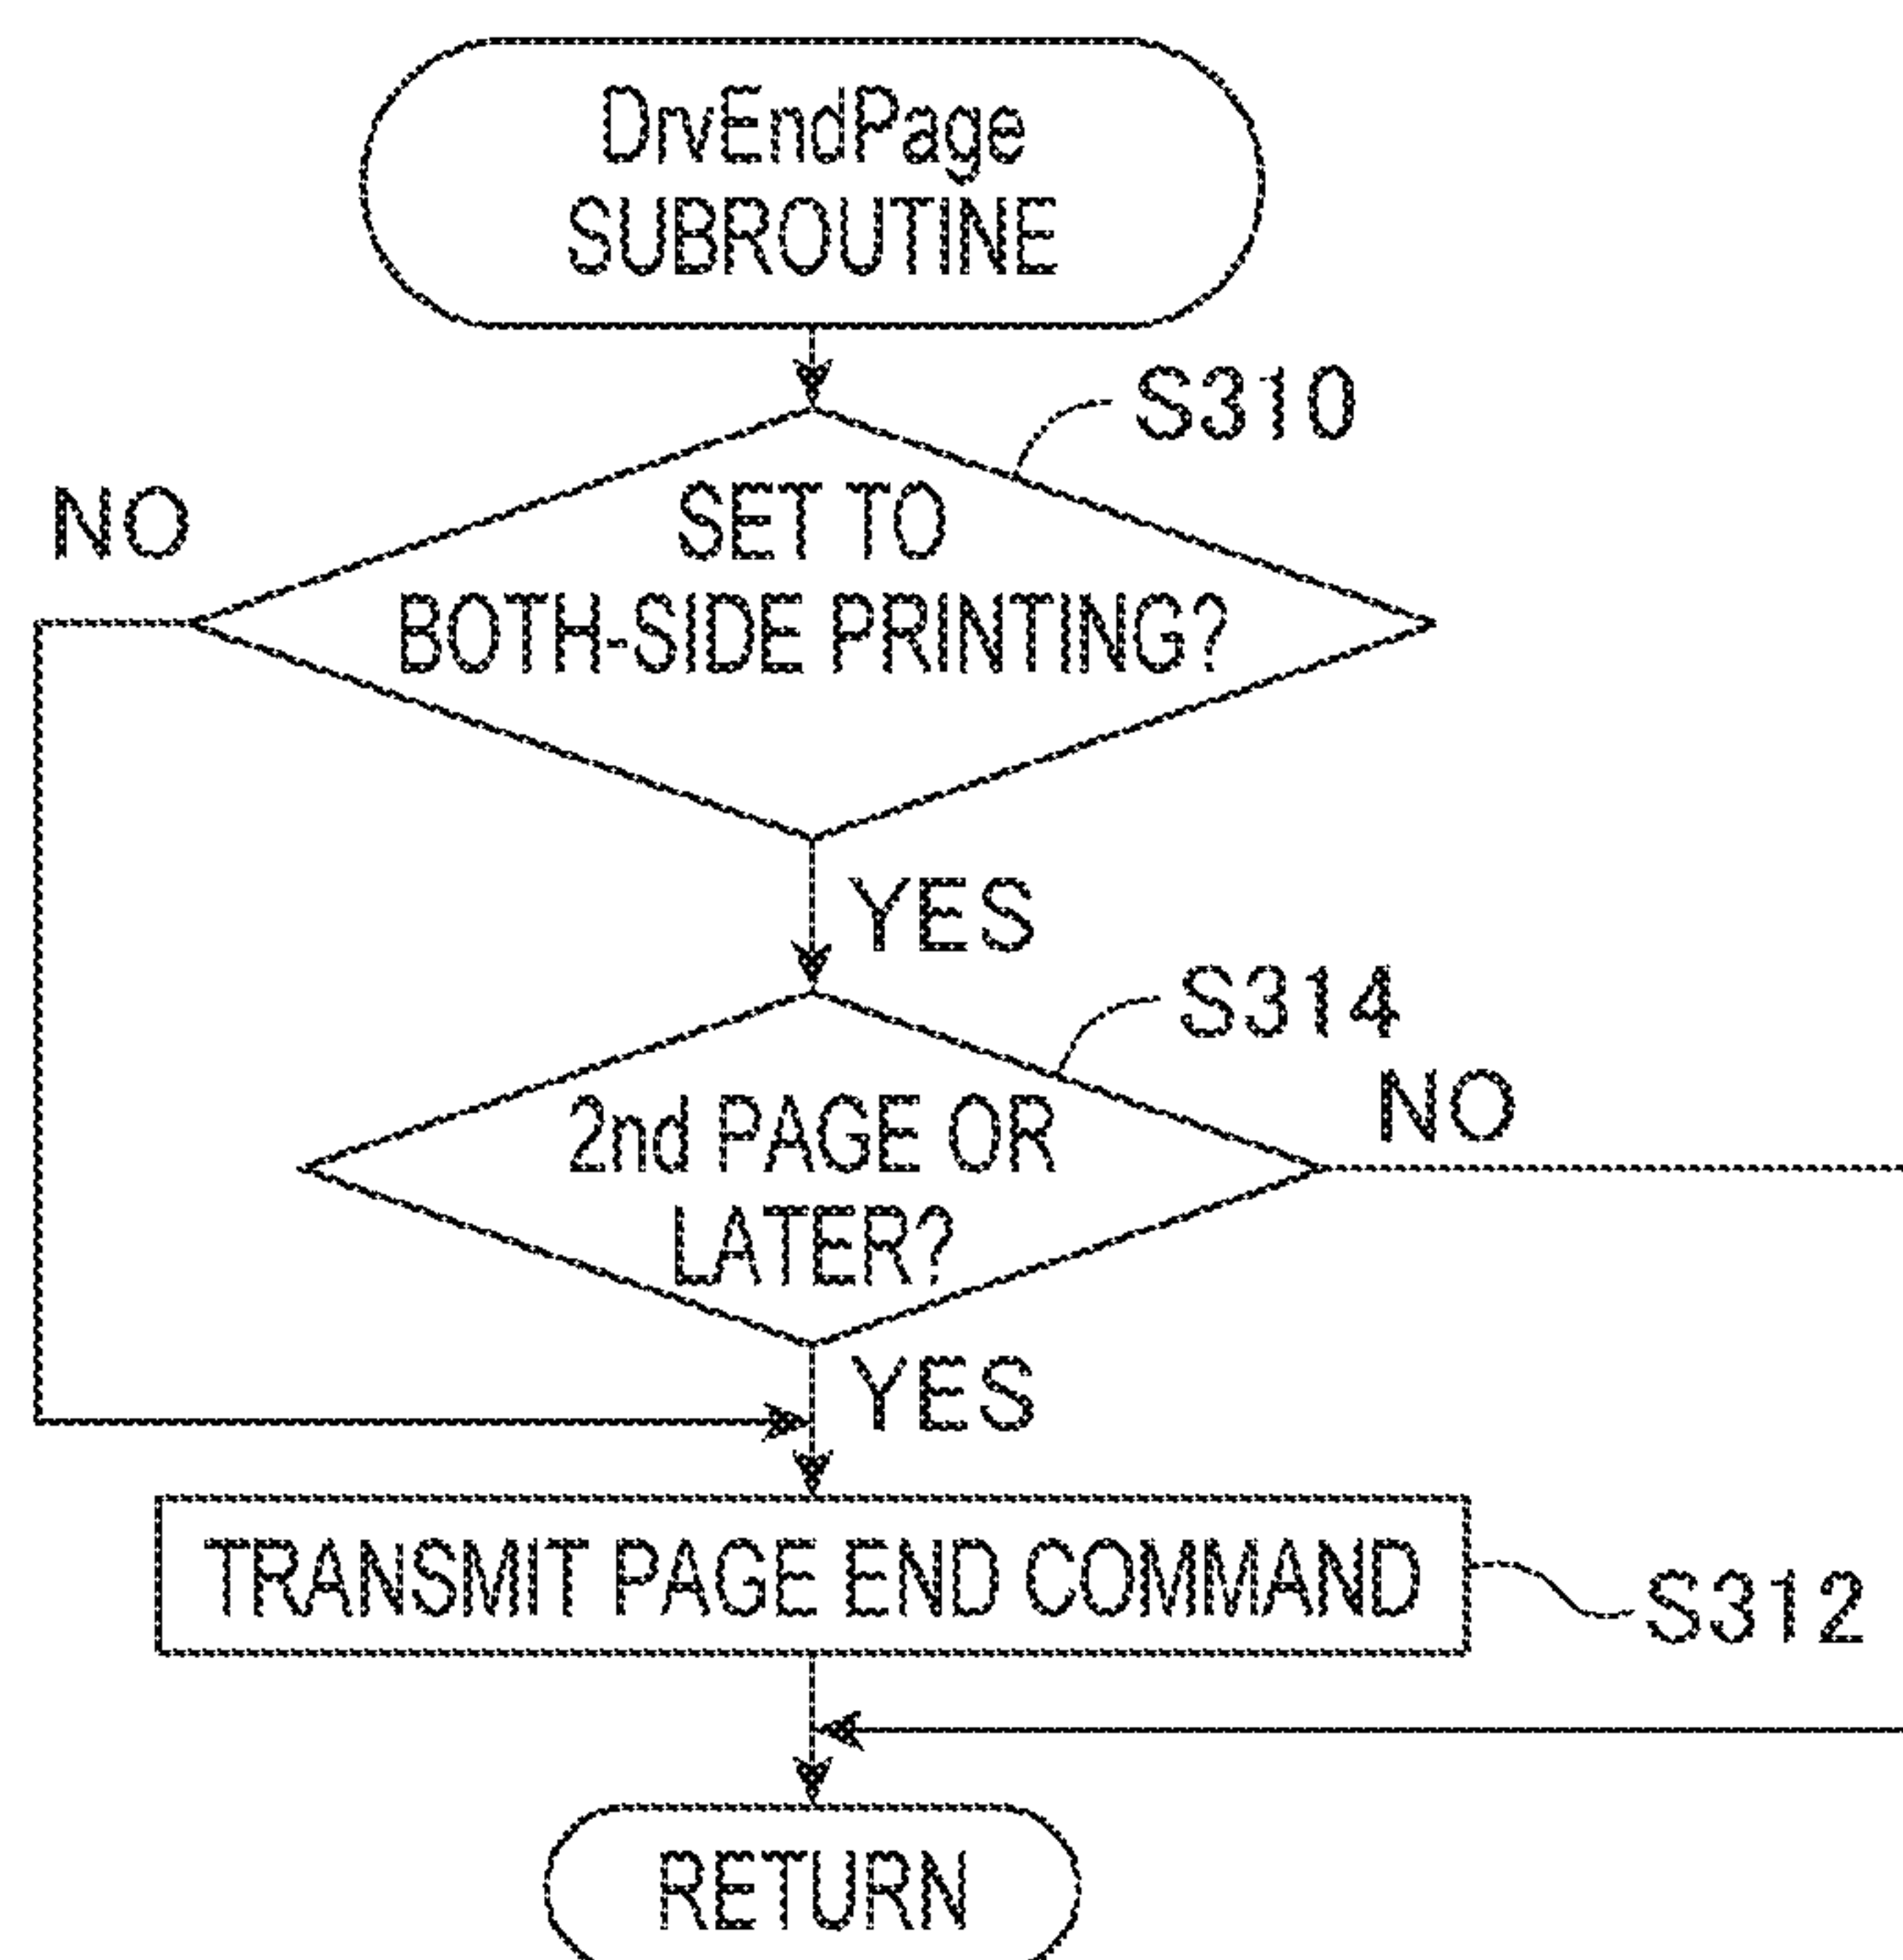 DrvEndPage
SUBROUTINE
S310
NO
SET TO
BOTH-SIDE PRINTING?
YES
S314
NO
2nd PAGE OR
LATER?
YES
TRANSMIT PAGE END COMMAND
S312
RETURN